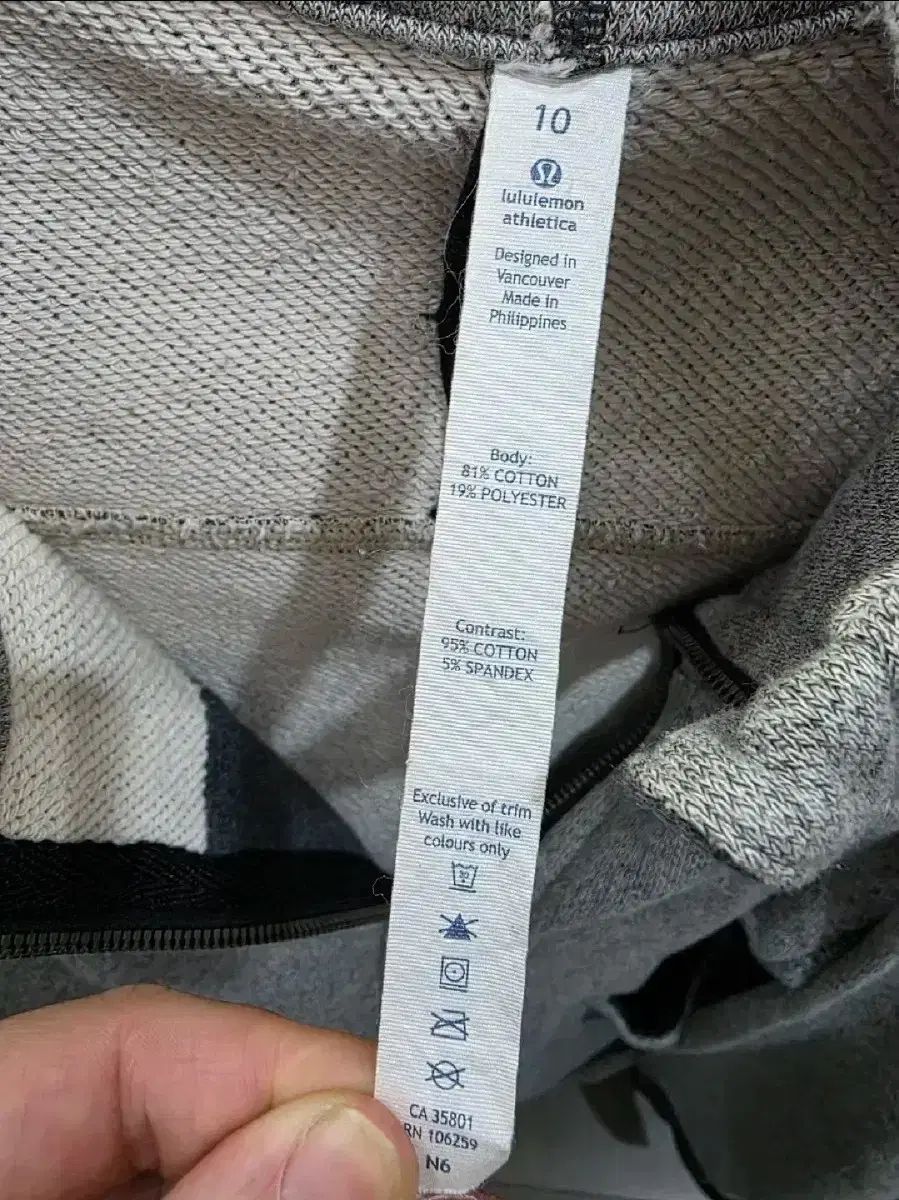 10
lululemon
athletica
Designed in
Vancouver
Made in
Philippines
Body:
81% COTTON
19% POLYESTER
Contrast:
95% COTTON
5% SPANDEX
Exclusive of trim
Wash with like
colours only
30
CA 35801
RN 106259
N6